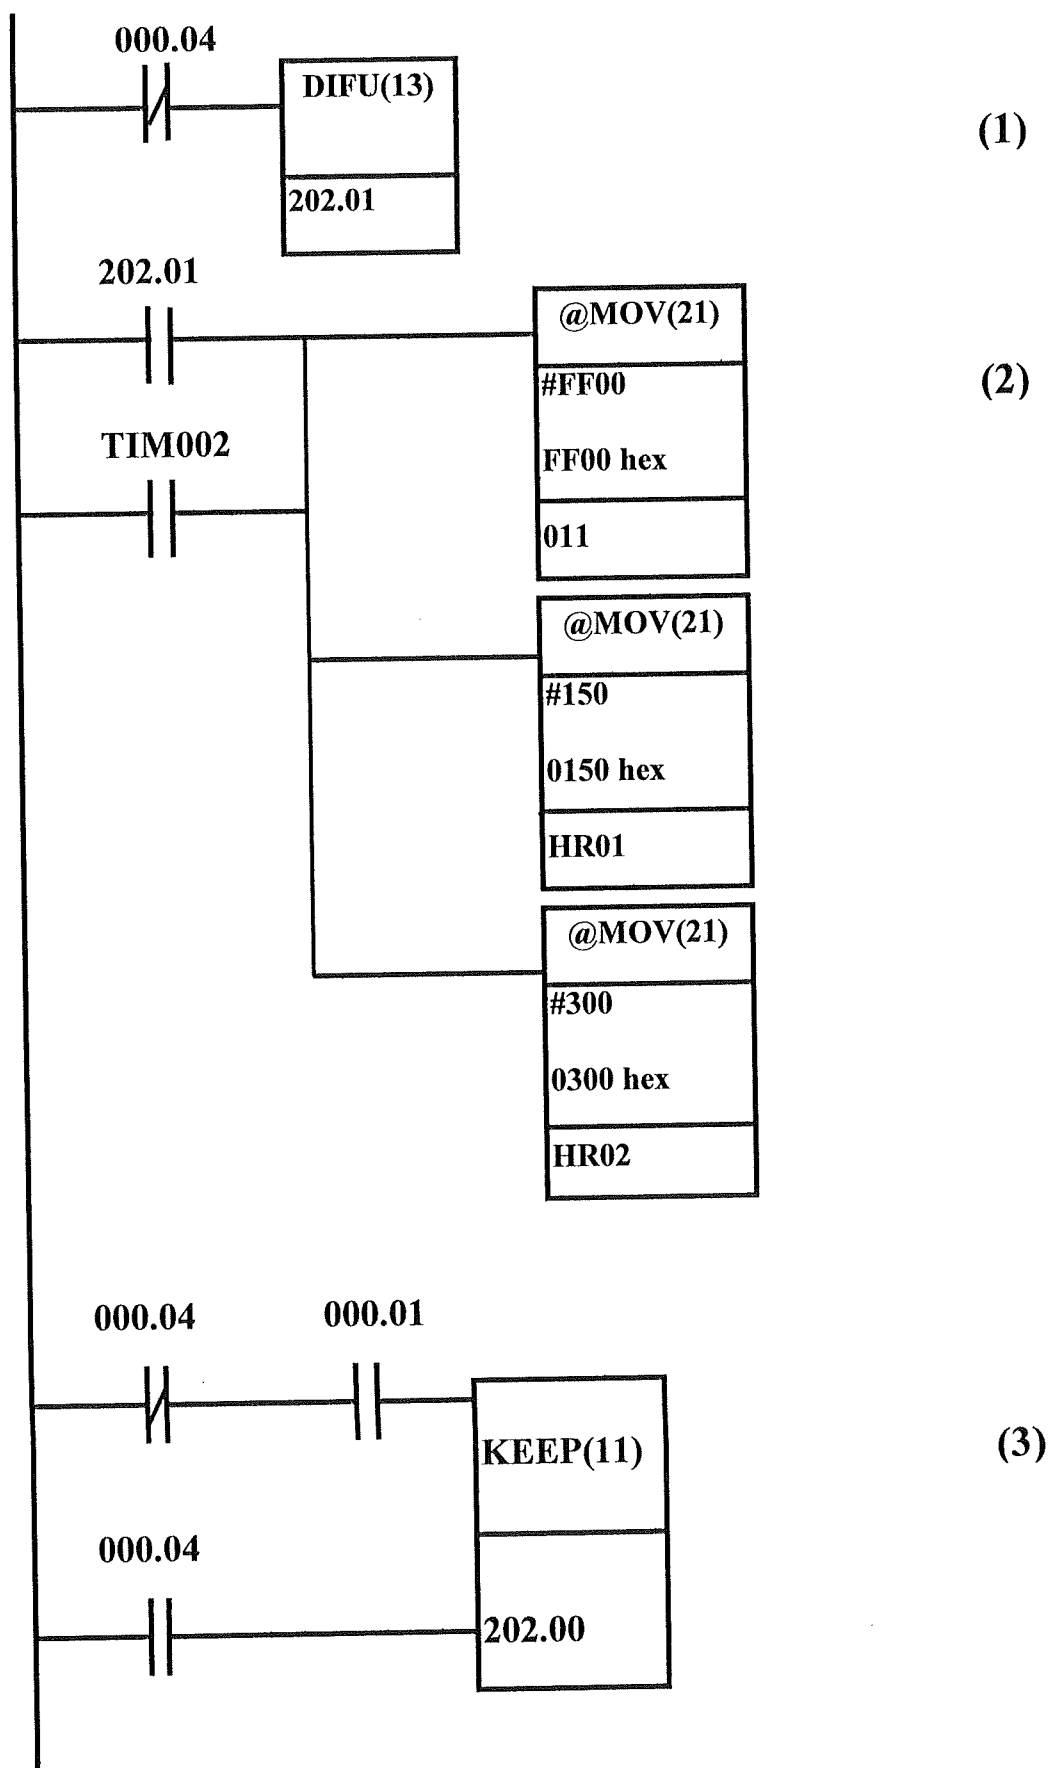 000.04
DIFU(13)
(1)
202.01
202.01
@MOV(21)
#FF00
(2)
TIM002
FF00 hex
011
@MOV(21)
#150
0150 hex
HR01
@MOV(21)
#300
0300 hex
HR02
000.04 000.01
KEEP(11)
(3)
000.04
202.00